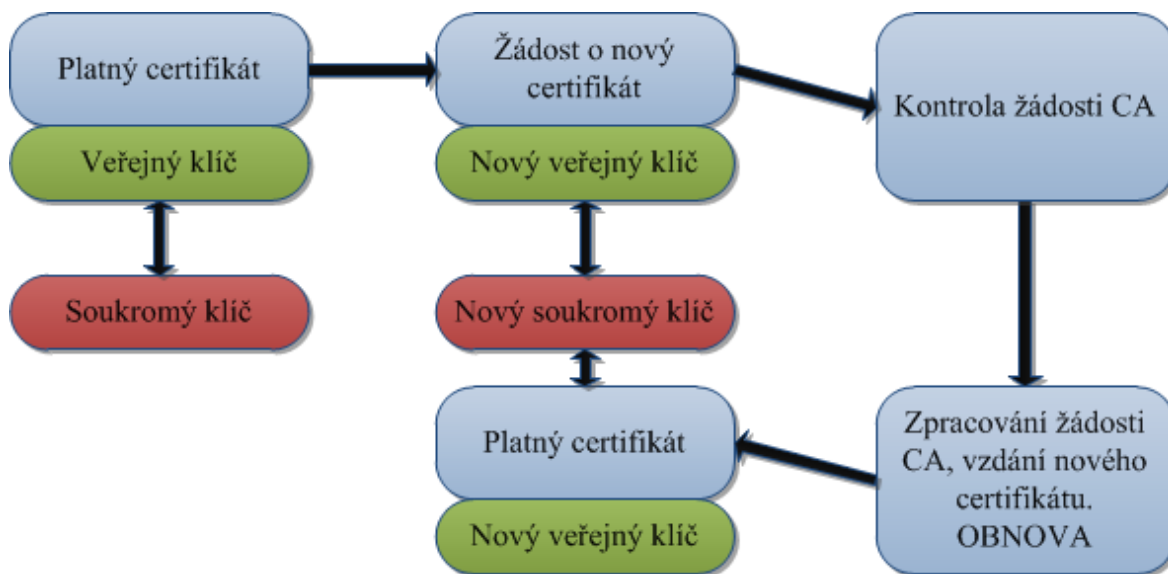 Platný certifikát
Veřejný klíč
Soukromý klíč
Žádost o nový
certifikát
Nový veřejný klíč
Nový soukromý klíč
Kontrola žádosti CA
Zpracování žádosti
CA, vzdání nového
certifikátu.
OBNOVA
Platný certifikát
Nový veřejný klíč